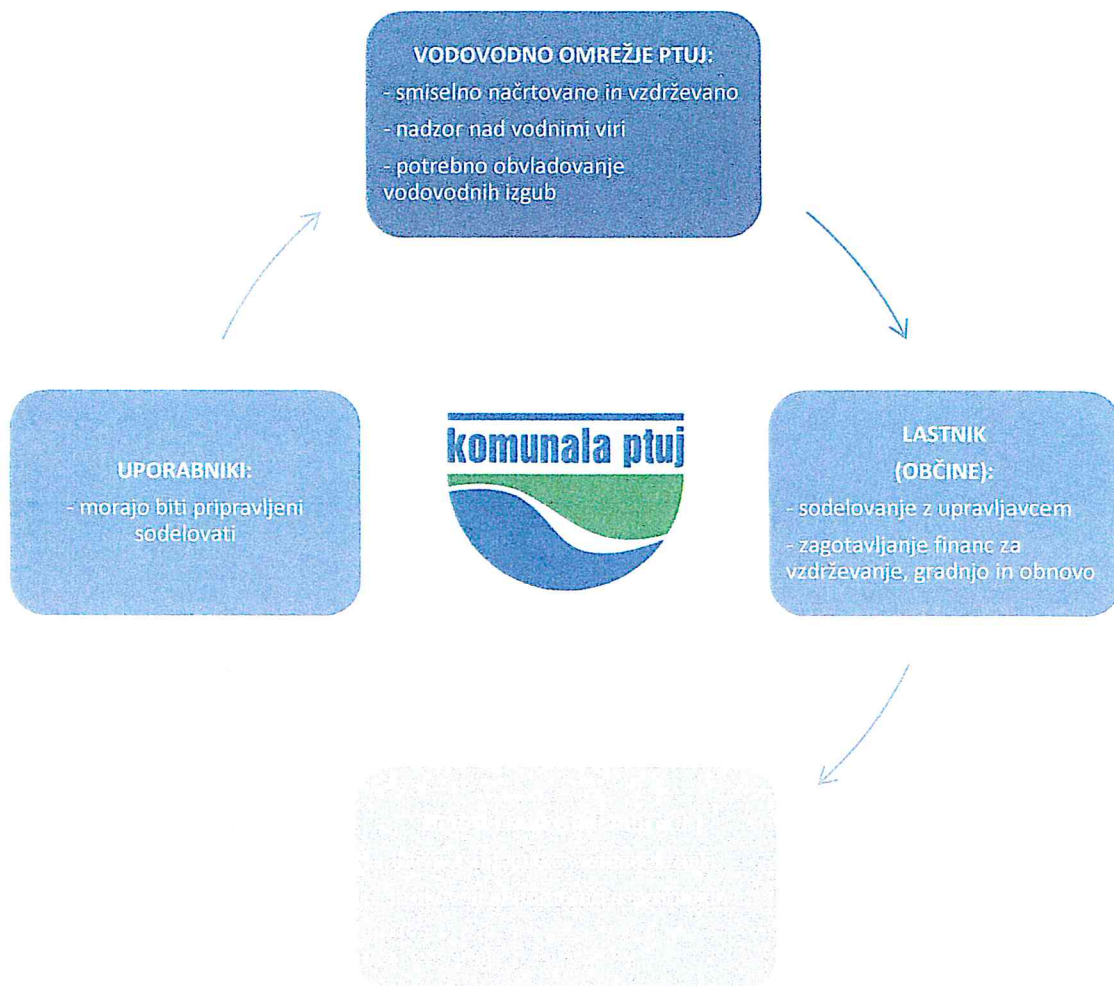 VODOVODNO OMREŽJE PTUJ:
- smiselno načrtovano in vzdrževano
- nadzor nad vodnimi viri
- potrebno obvladovanje
vodovodnih izgub
UPORABNIKI:
- morajo biti pripravljeni
sodelovati
komunala ptuj
LASTNIK
(OBČINE):
- sodelovanje z upravljavcem
- zagotavljanje financ za
vzdrževanje, gradnjo in obnovo